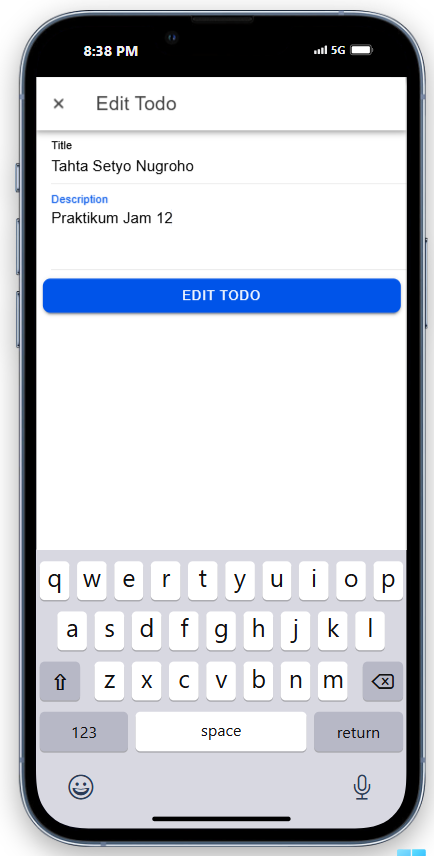 8:38 PM 5G
× Edit Todo
Title
Tahta Setyo Nugroho
Description
Praktikum Jam 12
EDIT TODO
q w e r t y u i o p
a s d f g h j k l
z x c v b n m
123 space return